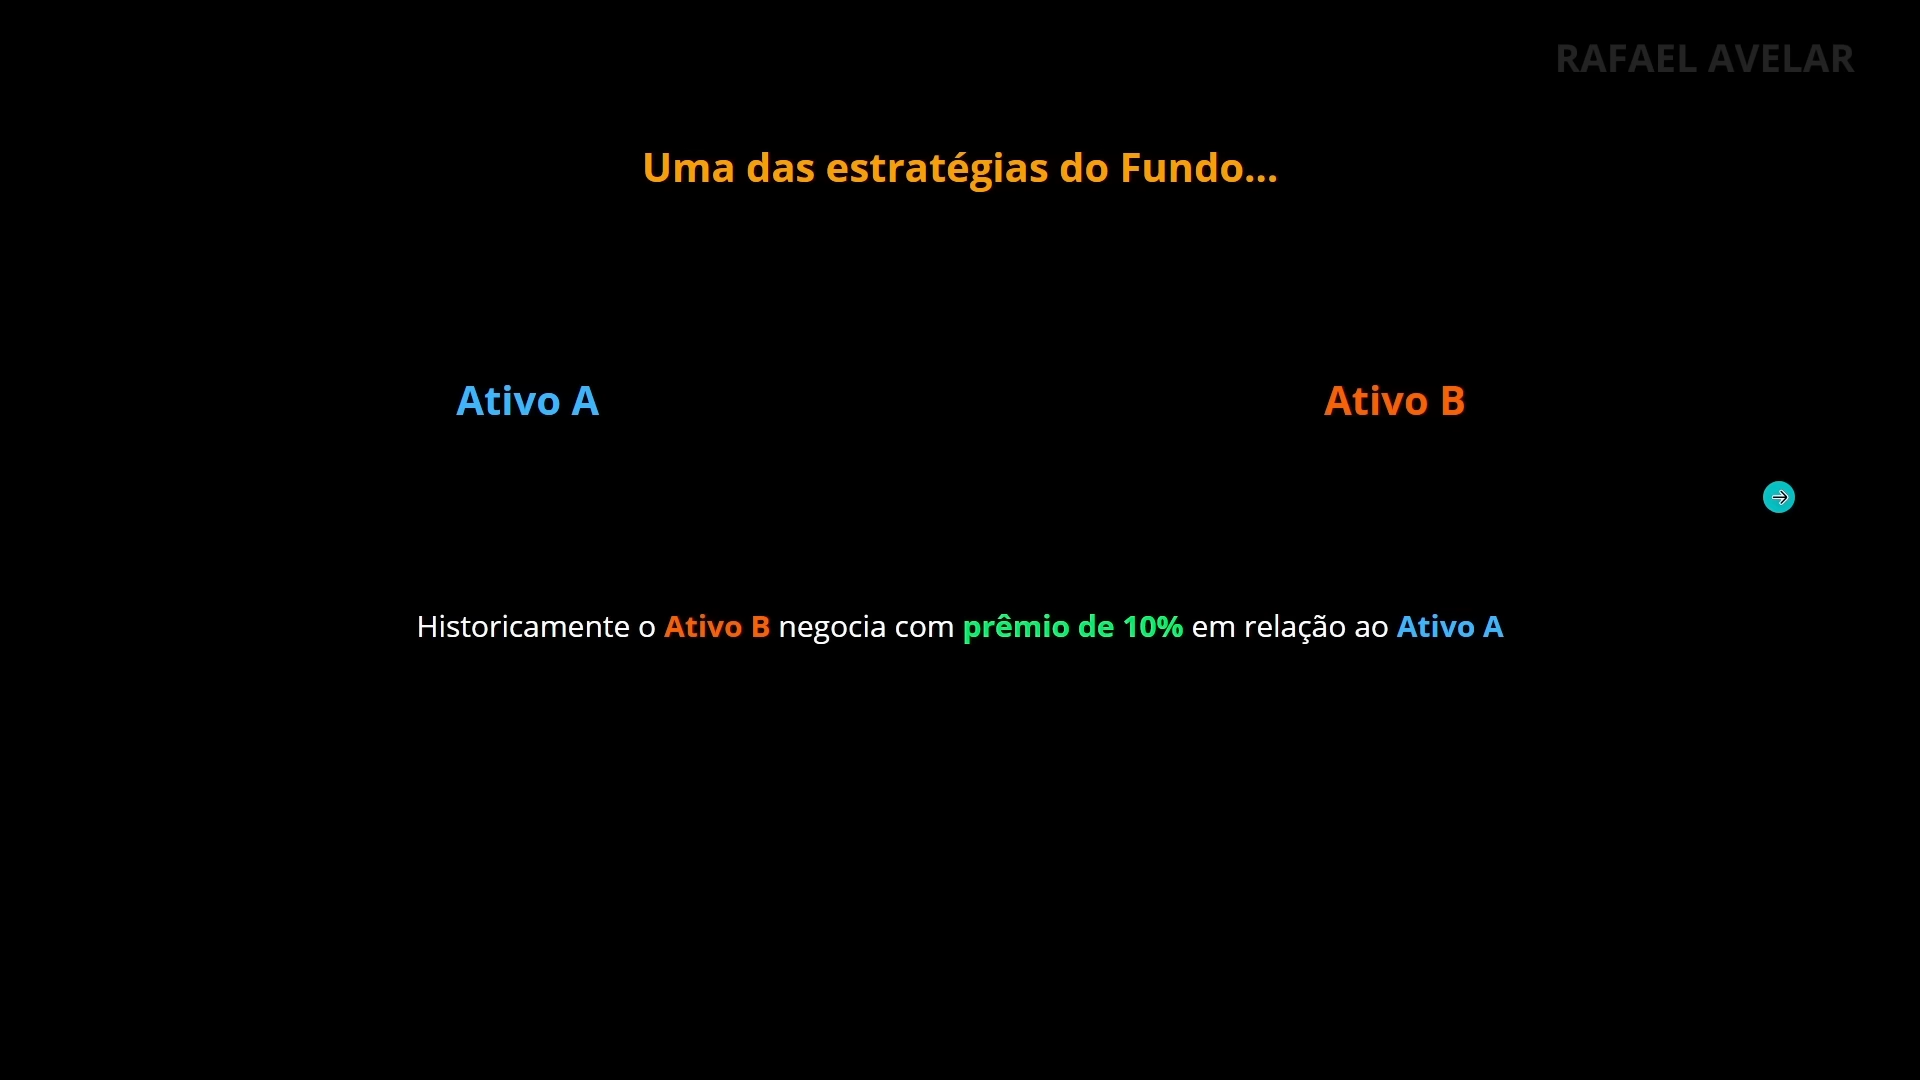 RAFAEL AVELAR
Uma das estratégias do Fundo...
Ativo A
Ativo B
Historicamente o Ativo B negocia com prêmio de 10% em relação ao Ativo A